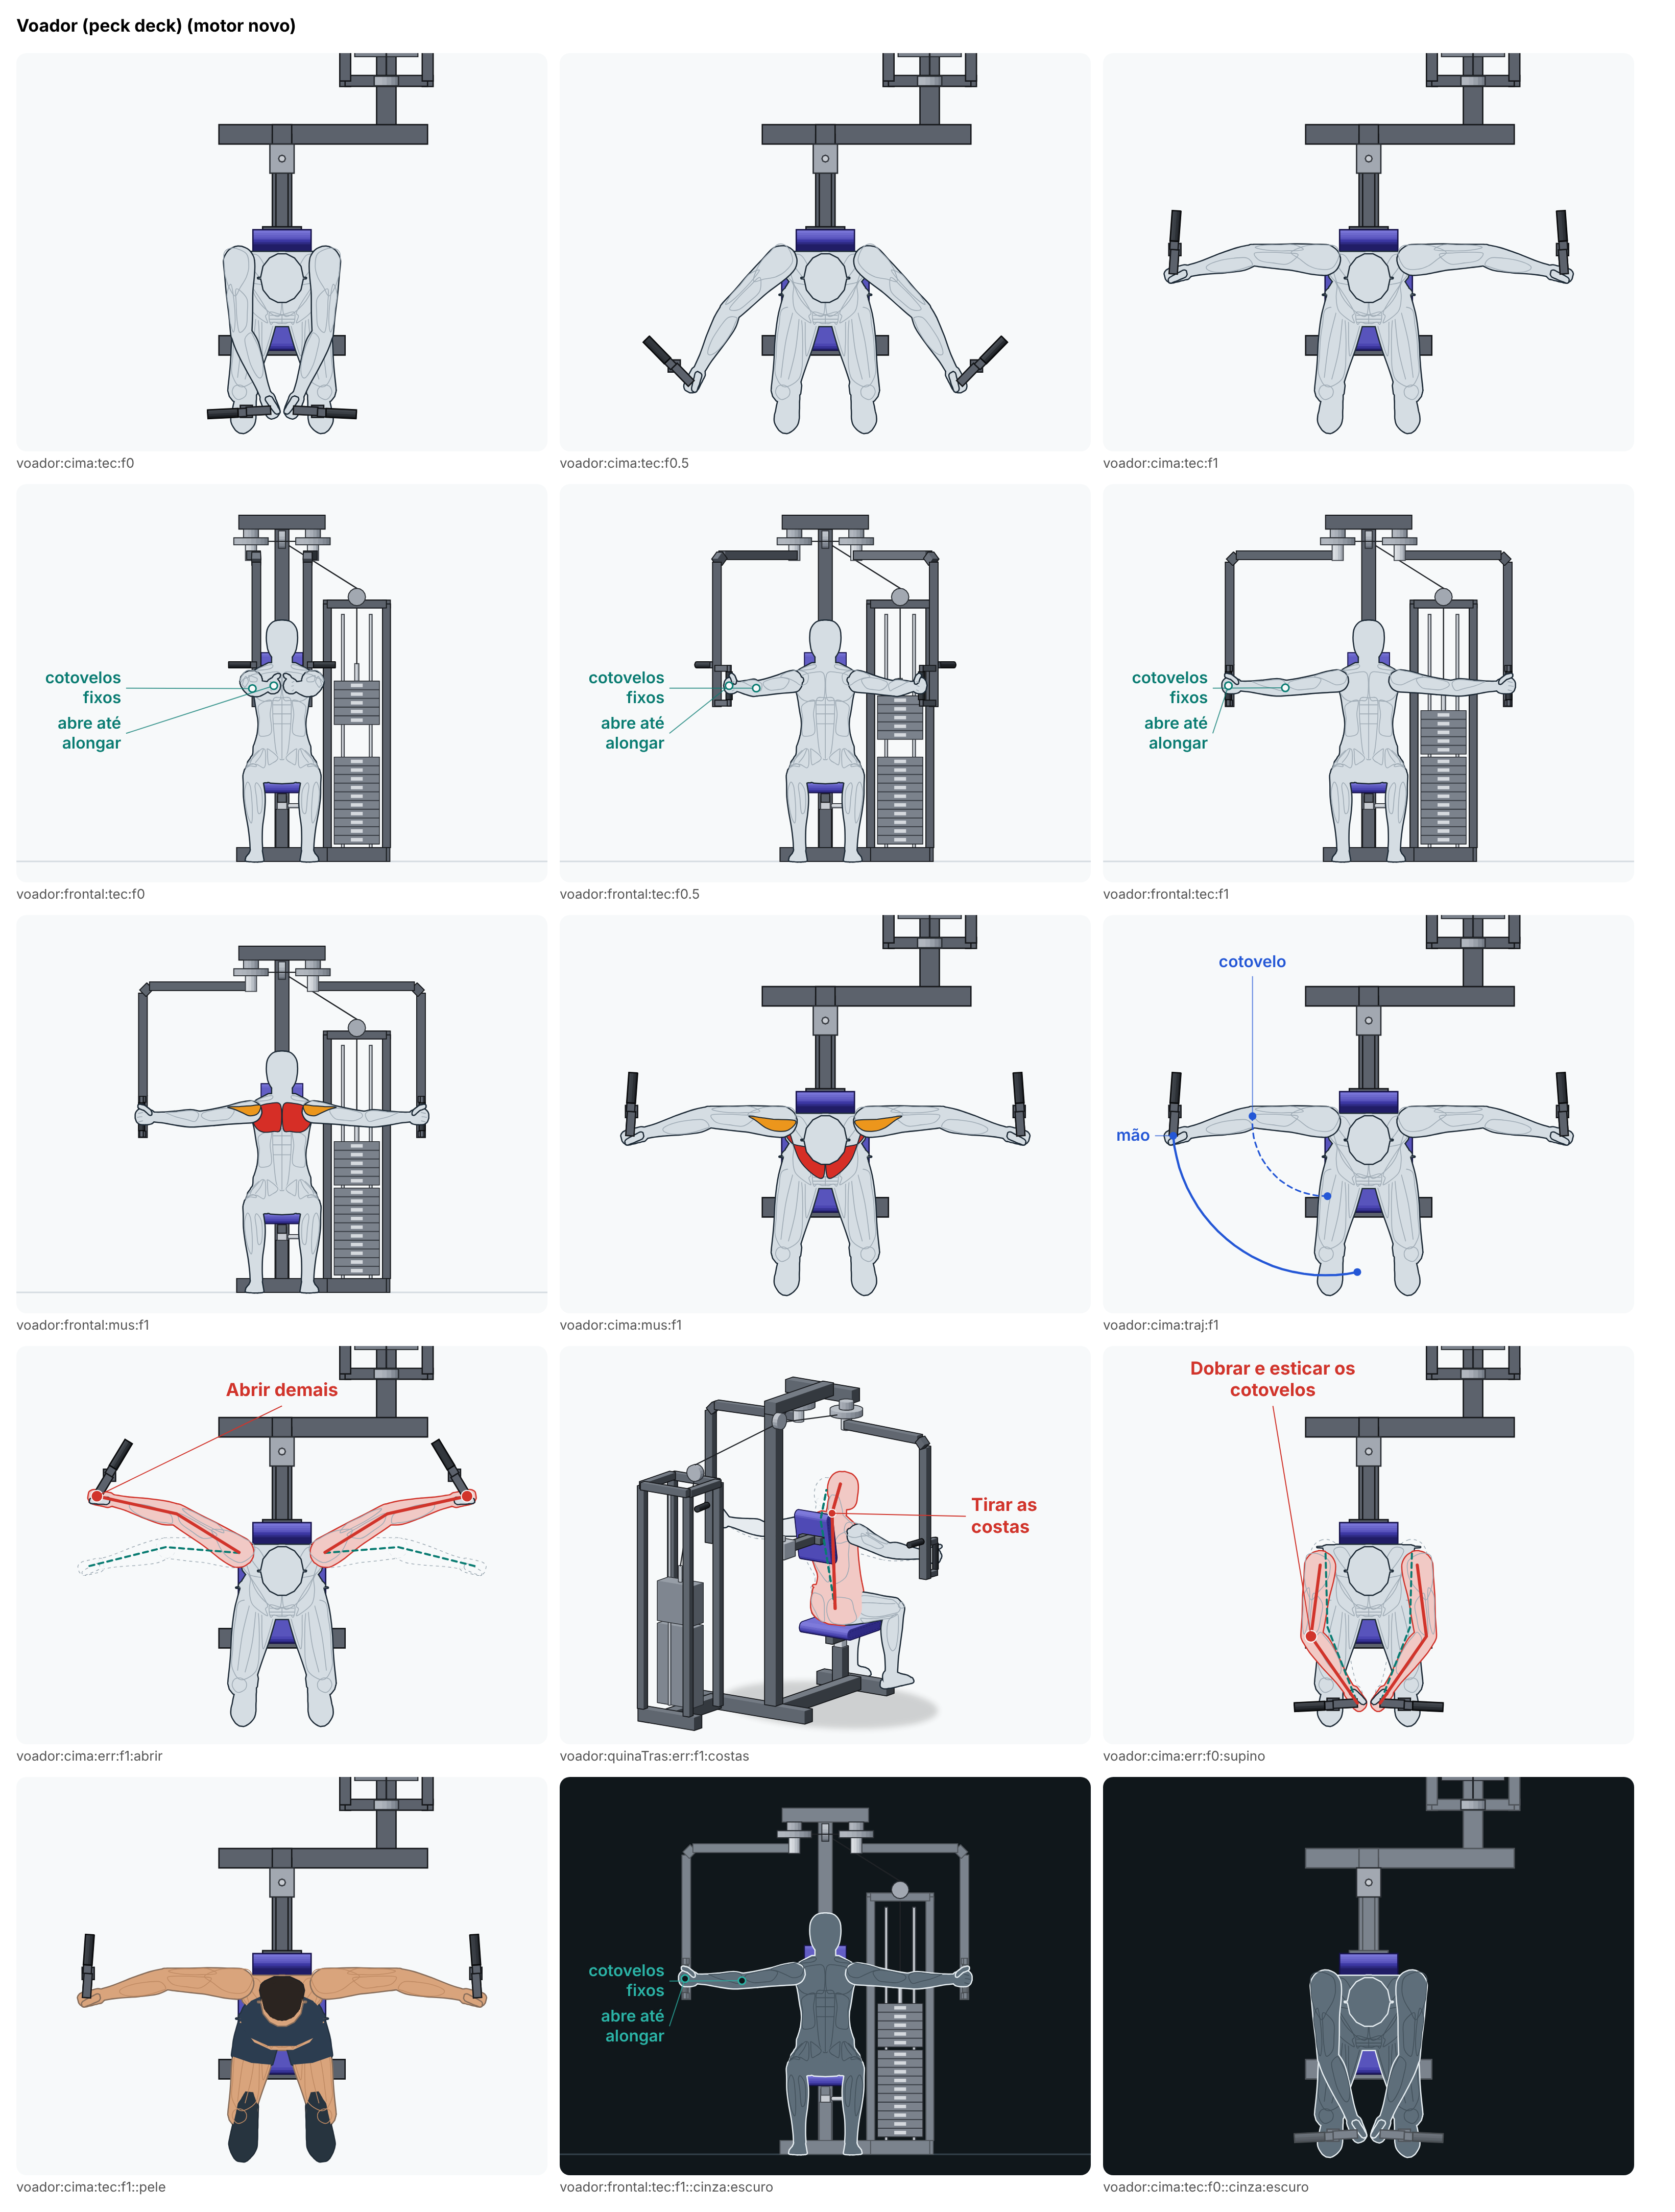 Voador (peck deck) (motor novo)
voador:cima:tec:f0
voador:cima:tec:f0.5
voador:cima:tec:f1
cotovelos
fixos
abre até
alongar
cotovelos
fixos
abre até
alongar
cotovelos
fixos
abre até
alongar
voador:frontal:tec:f0
voador:frontal:tec:f0.5
voador:frontal:tec:f1
cotovelo
mão
voador:frontal:mus:f1
voador:cima:mus:f1
voador:cima:traj:f1
Abrir demais
Tirar as
costas
Dobrar e esticar os
cotovelos
voador:cima:err:f1:abrir
voador:quinaTras:err:f1:costas
voador:cima:err:f0:supino
cotovelos
fixos
abre até
alongar
voador:cima:tec:f1::pele
voador:frontal:tec:f1::cinza:escuro
voador:cima:tec:f0::cinza:escuro